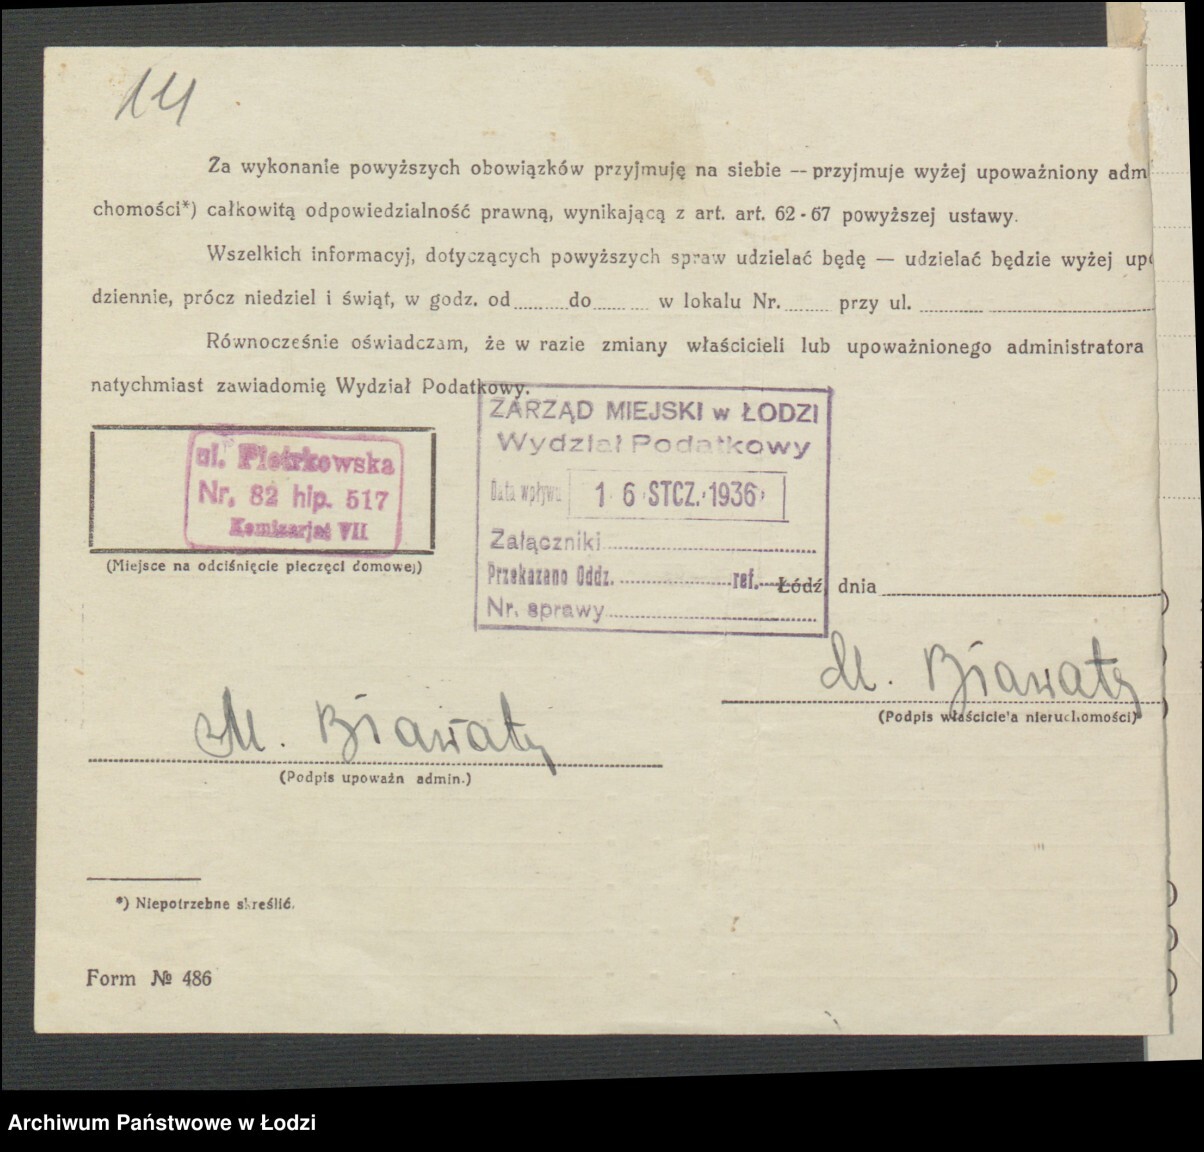 14
Za wykonanie powyższych obowiązków przyjmuję na siebie — przyjmuje wyżej upoważniony adm
chomości*) całkowitą odpowiedzialność prawną, wynikającą z art. art. 62-67 powyższej ustawy.
Wszelkich informacyj, dotyczących powyższych spraw udzielać będę — udzielać będzie wyżej upo
dziennie, prócz niedziel i świąt, w godz. od ......... do ......... w lokalu Nr. ........ przy ul. ...........
Równocześnie oświadczam, że w razie zmiany właścicieli lub upoważnionego administratora
natychmiast zawiadomię Wydział Podatkowy.
ul. Piotrkowska
Nr. 82 hip. 517
Komisarjat VII
(Miejsce na odciśnięcie pieczęci domowej)
ZARZĄD MIEJSKI w ŁODZI
Wydział Podatkowy
Data wpływu 16 STCZ. 1936
Załączniki
Przekazano Oddz. ref.
Nr. sprawy
Łódź, dnia
M. Bławaty
(Podpis właściciela nieruchomości)
M. Bławaty
(Podpis upoważn admin.)
*) Niepotrzebne skreślić.
Form № 486
Archiwum Państwowe w Łodzi